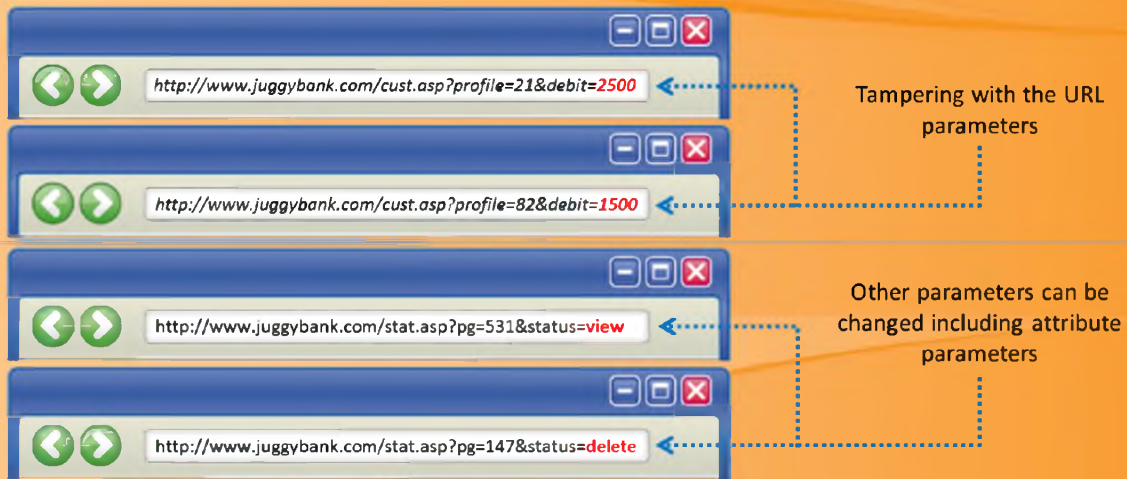 http://www.juggybank.com/cust.asp?profile=21&debit=2500
http://www.juggybank.com/cust.asp?profile=82&debit=1500
Tampering with the URL
parameters
http://www.juggybank.com/stat.asp?pg=531&status=view
http://www.juggybank.com/stat.asp?pg=147&status=delete
Other parameters can be
changed including attribute
parameters